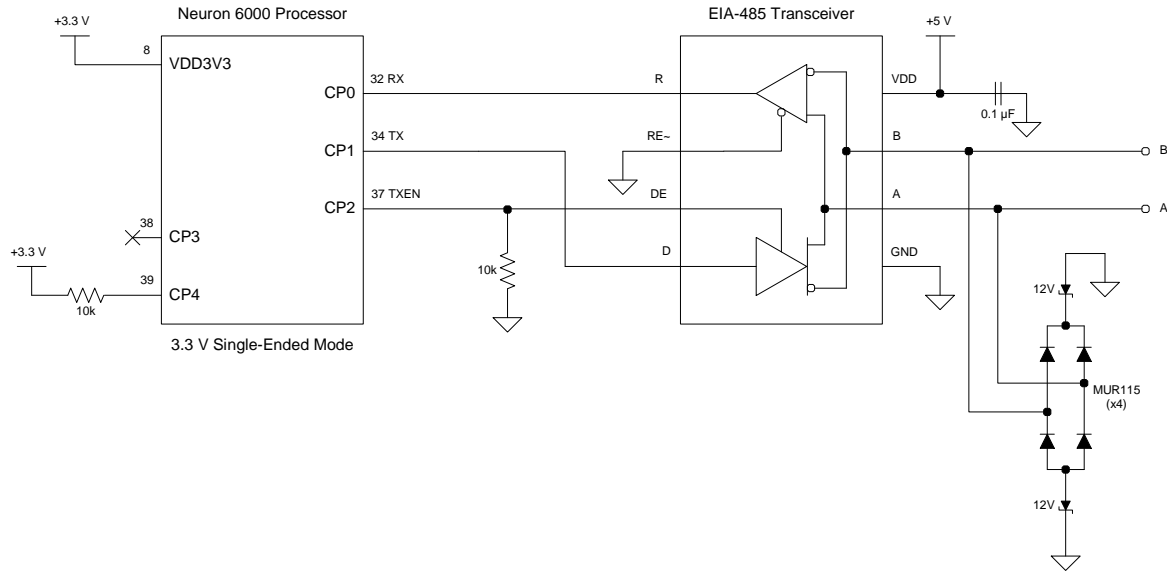 Neuron 6000 Processor
EIA-485 Transceiver
+3.3 V
+5 V
8
VDD3V3
32 RX
R
VDD
CP0
0.1 µF
34 TX
RE~
B
CP1
B
37 TXEN
DE
A
CP2
A
38
CP3
+3.3 V
10k
D
GND
39
CP4
10k
12V
3.3 V Single-Ended Mode
MUR115
(x4)
12V